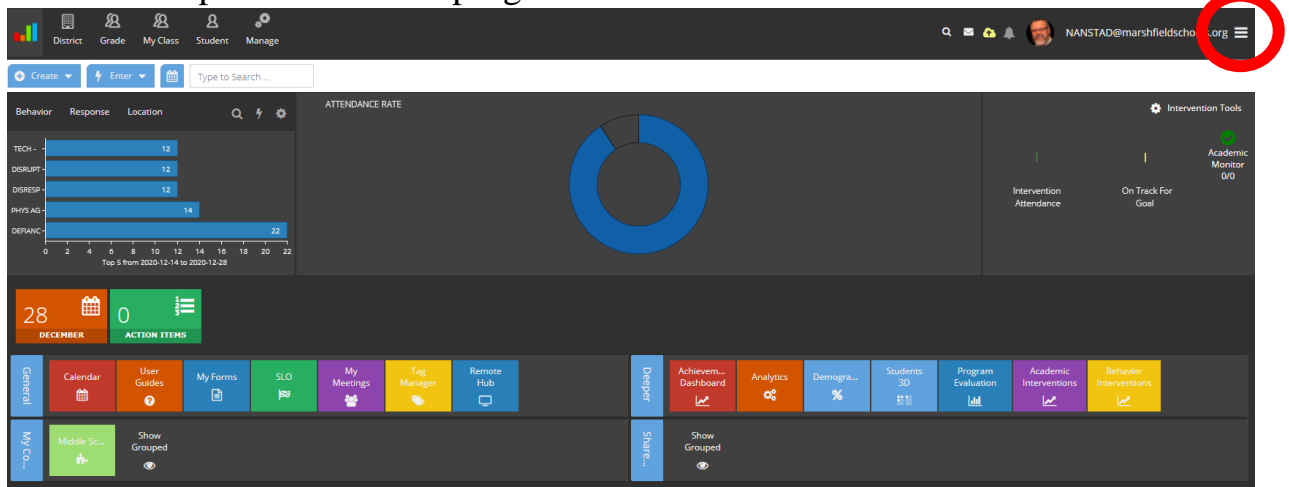 District Grade My Class Student Manage
NANSTAD@marshfieldscho s.org
Create Enter Type to Search ...
Behavior Response Location
TECH - 12
DISRUPT 12
DISRESP 12
PHYS AG 14
DEFIANC 22
0 2 4 6 8 10 12 14 16 18 20 22
Top 5 from 2020-12-14 to 2020-12-28
ATTENDANCE RATE
Intervention Tools
Intervention
Attendance
On Track For
Goal
Academic
Monitor
0/0
28
DECEMBER
0
ACTION ITEMS
General
Calendar
User
Guides
My Forms
SLO
My
Meetings
Tag
Manager
Remote
Hub
Deeper
Achievem...
Dashboard
Analytics
Demogra...
Students
3D
Program
Evaluation
Academic
Interventions
Behavior
Interventions
My Co...
Middle Sc...
Show
Grouped
Share...
Show
Grouped